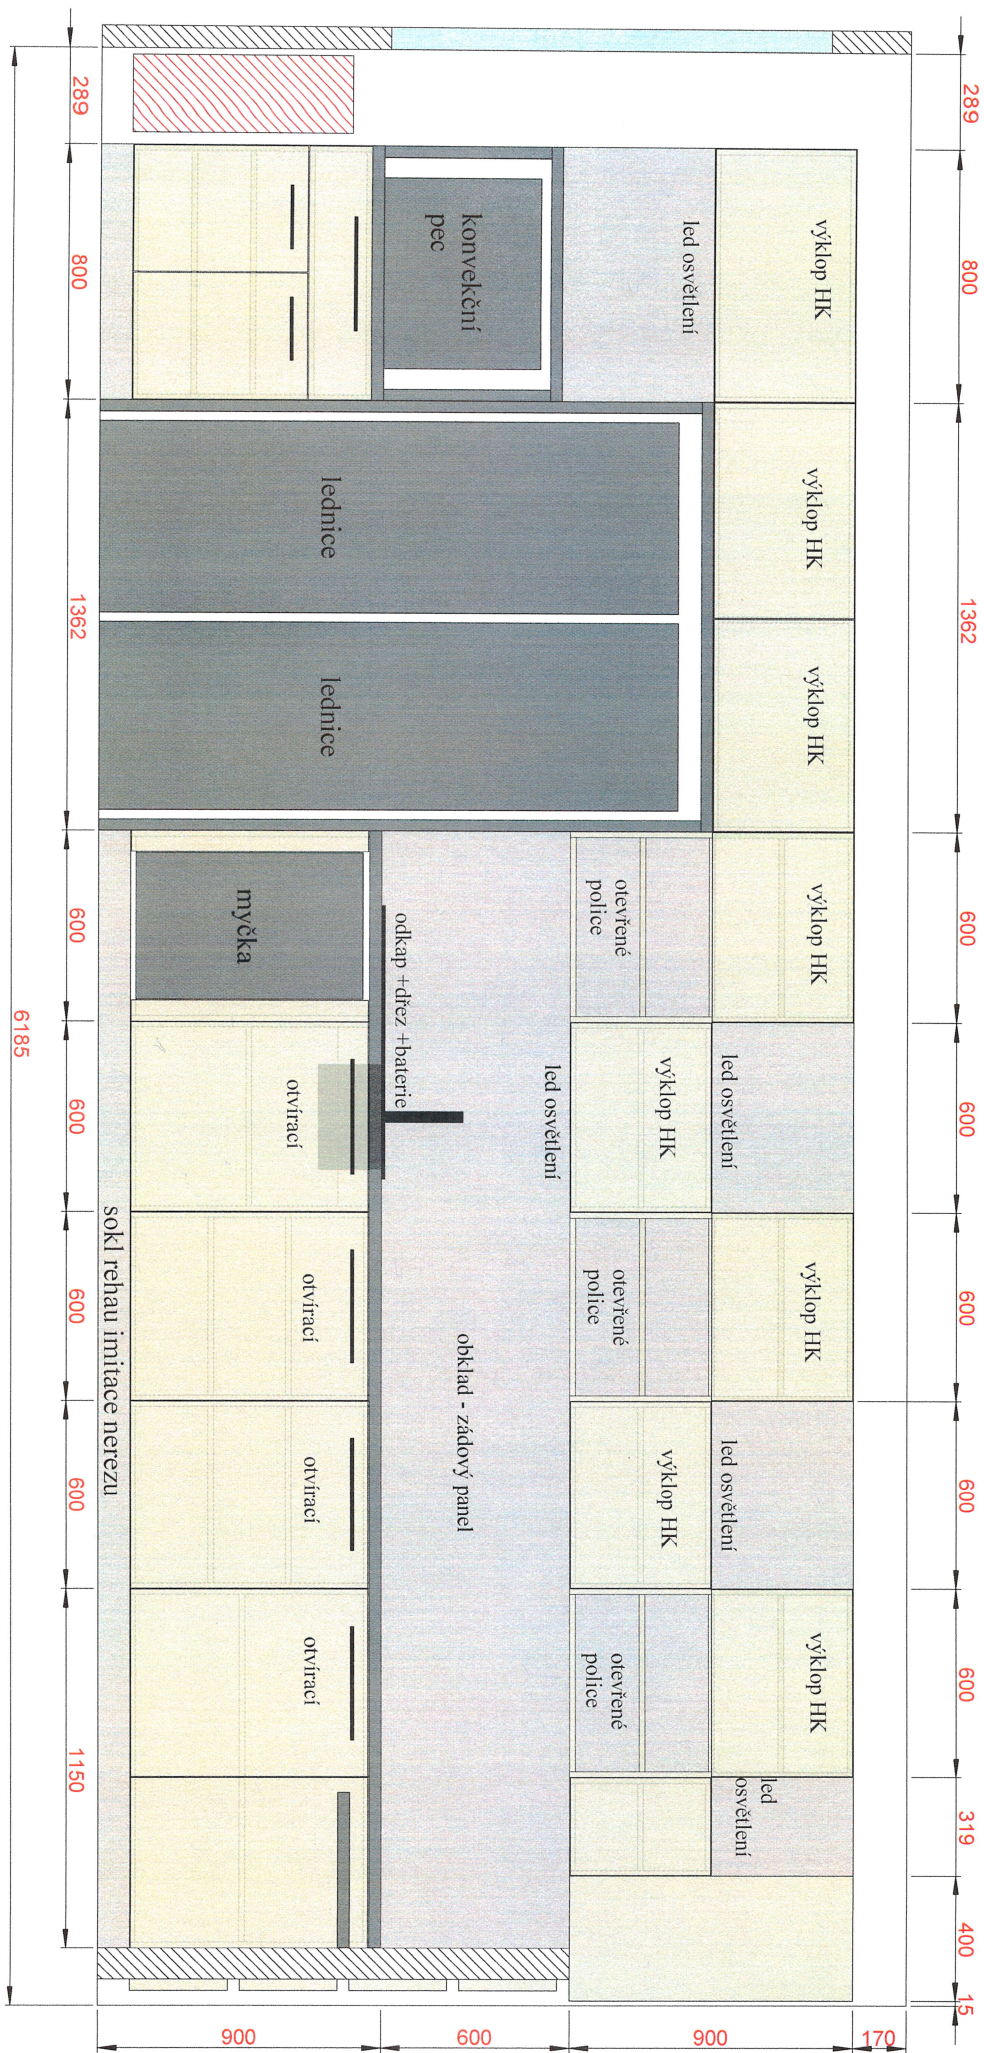 289
800
1362
600
600
600
600
600
319
400
15
výklop HK
výklop HK
výklop HK
výklop HK
led osvětlení
výklop HK
led osvětlení
výklop HK
led
osvětlení
170
led osvětlení
otevřené
police
výklop HK
otevřené
police
výklop HK
otevřené
police
900
konvekční
pec
led osvětlení
odkap +dřez +baterie
obklad - zádový panel
600
lednice
lednice
myčka
otvírací
otvírací
otvírací
otvírací
900
sokl rehau imitace nerezu
289
800
1362
600
600
600
600
1150
6185